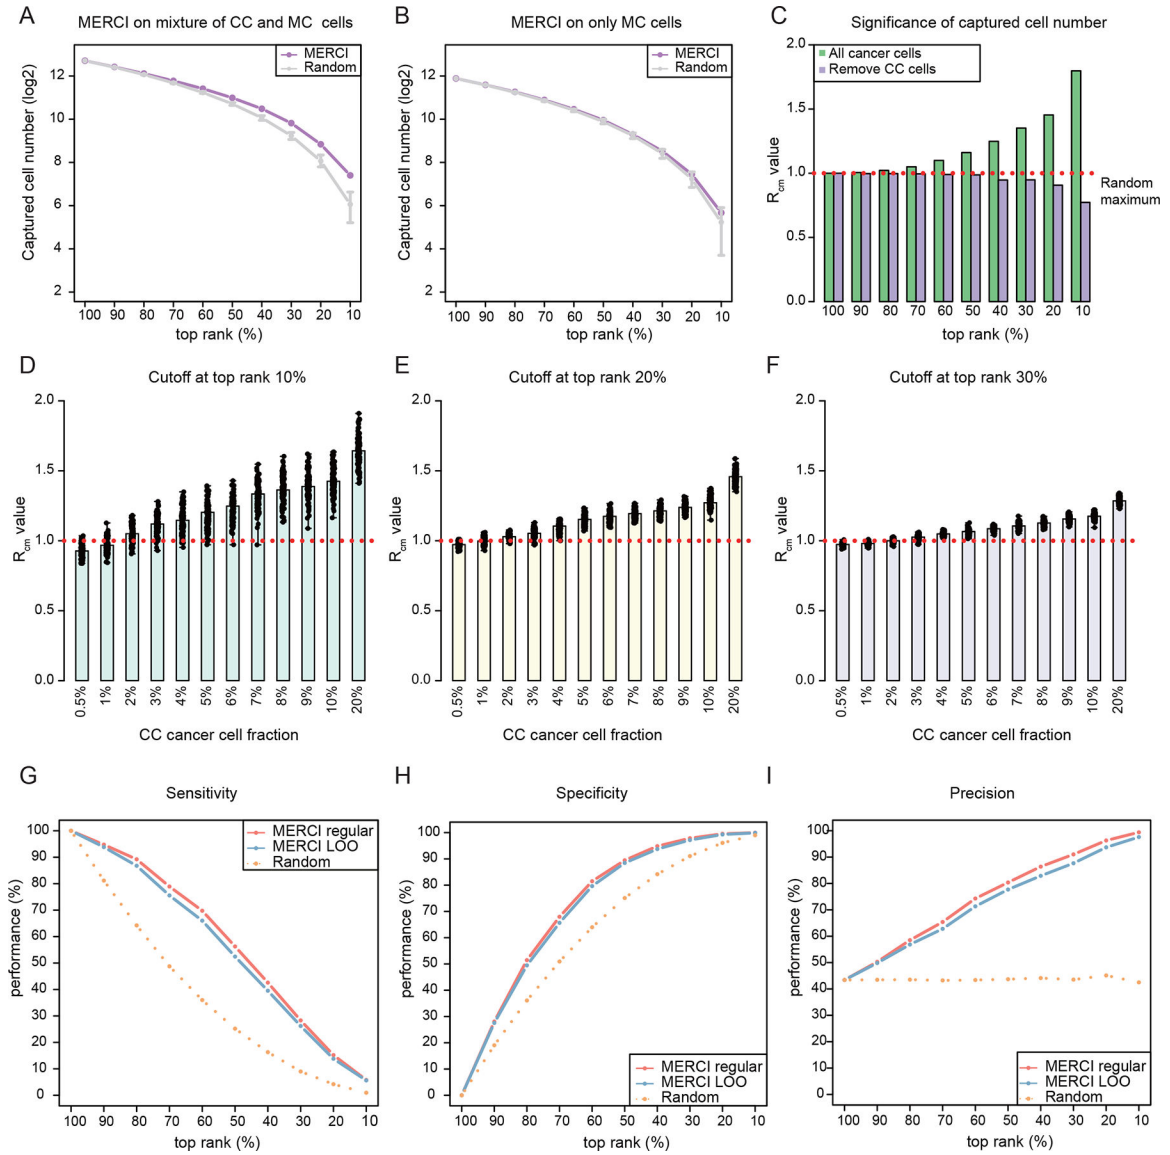 A
MERCI on mixture of CC and MC cells
MERCI
Random
Captured cell number (log2)
12
10
8
6
4
2
100 90 80 70 60 50 40 30 20 10
top rank (%)
B
MERCI on only MC cells
MERCI
Random
Captured cell number (log2)
12
10
8
6
4
2
100 90 80 70 60 50 40 30 20 10
top rank (%)
C
Significance of captured cell number
All cancer cells
Remove CC cells
Rcm value
2.0
1.5
1.0
0.5
0.0
Random
maximum
100 90 80 70 60 50 40 30 20 10
top rank (%)
D
Cutoff at top rank 10%
Rcm value
2.0
1.5
1.0
0.5
0.0
0.5% 1% 2% 3% 4% 5% 6% 7% 8% 9% 10% 20%
CC cancer cell fraction
E
Cutoff at top rank 20%
Rcm value
2.0
1.5
1.0
0.5
0.0
0.5% 1% 2% 3% 4% 5% 6% 7% 8% 9% 10% 20%
CC cancer cell fraction
F
Cutoff at top rank 30%
Rcm value
2.0
1.5
1.0
0.5
0.0
0.5% 1% 2% 3% 4% 5% 6% 7% 8% 9% 10% 20%
CC cancer cell fraction
G
Sensitivity
MERCI regular
MERCI LOO
Random
performance (%)
100
90
80
70
60
50
40
30
20
10
0
100 90 80 70 60 50 40 30 20 10
top rank (%)
H
Specificity
performance (%)
100
90
80
70
60
50
40
30
20
10
0
MERCI regular
MERCI LOO
Random
100 90 80 70 60 50 40 30 20 10
top rank (%)
I
Precision
performance (%)
100
90
80
70
60
50
40
30
20
10
0
MERCI regular
MERCI LOO
Random
100 90 80 70 60 50 40 30 20 10
top rank (%)